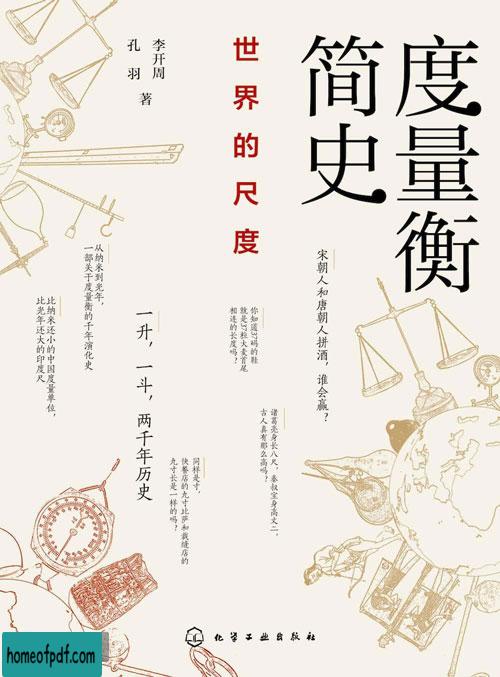 度量衡
简史
世界的尺度
李开周
孔羽 著
宋朝人和唐朝人拼酒，谁会赢？
你知道37码的鞋
就是37粒大麦首尾
相连的长度吗？
诸葛亮身长八尺，秦叔宝身高丈二，
古人真有那么高吗？
一升，一斗，两千年历史
同样是寸，
快餐店的九寸比萨和裁缝店的
九寸长是一样的吗？
从纳米到光年，
一部关于度量衡的千年演化史
比纳米还小的中国度量单位，
比光年还大的印度尺
化学工业出版社
homeofpdf.com